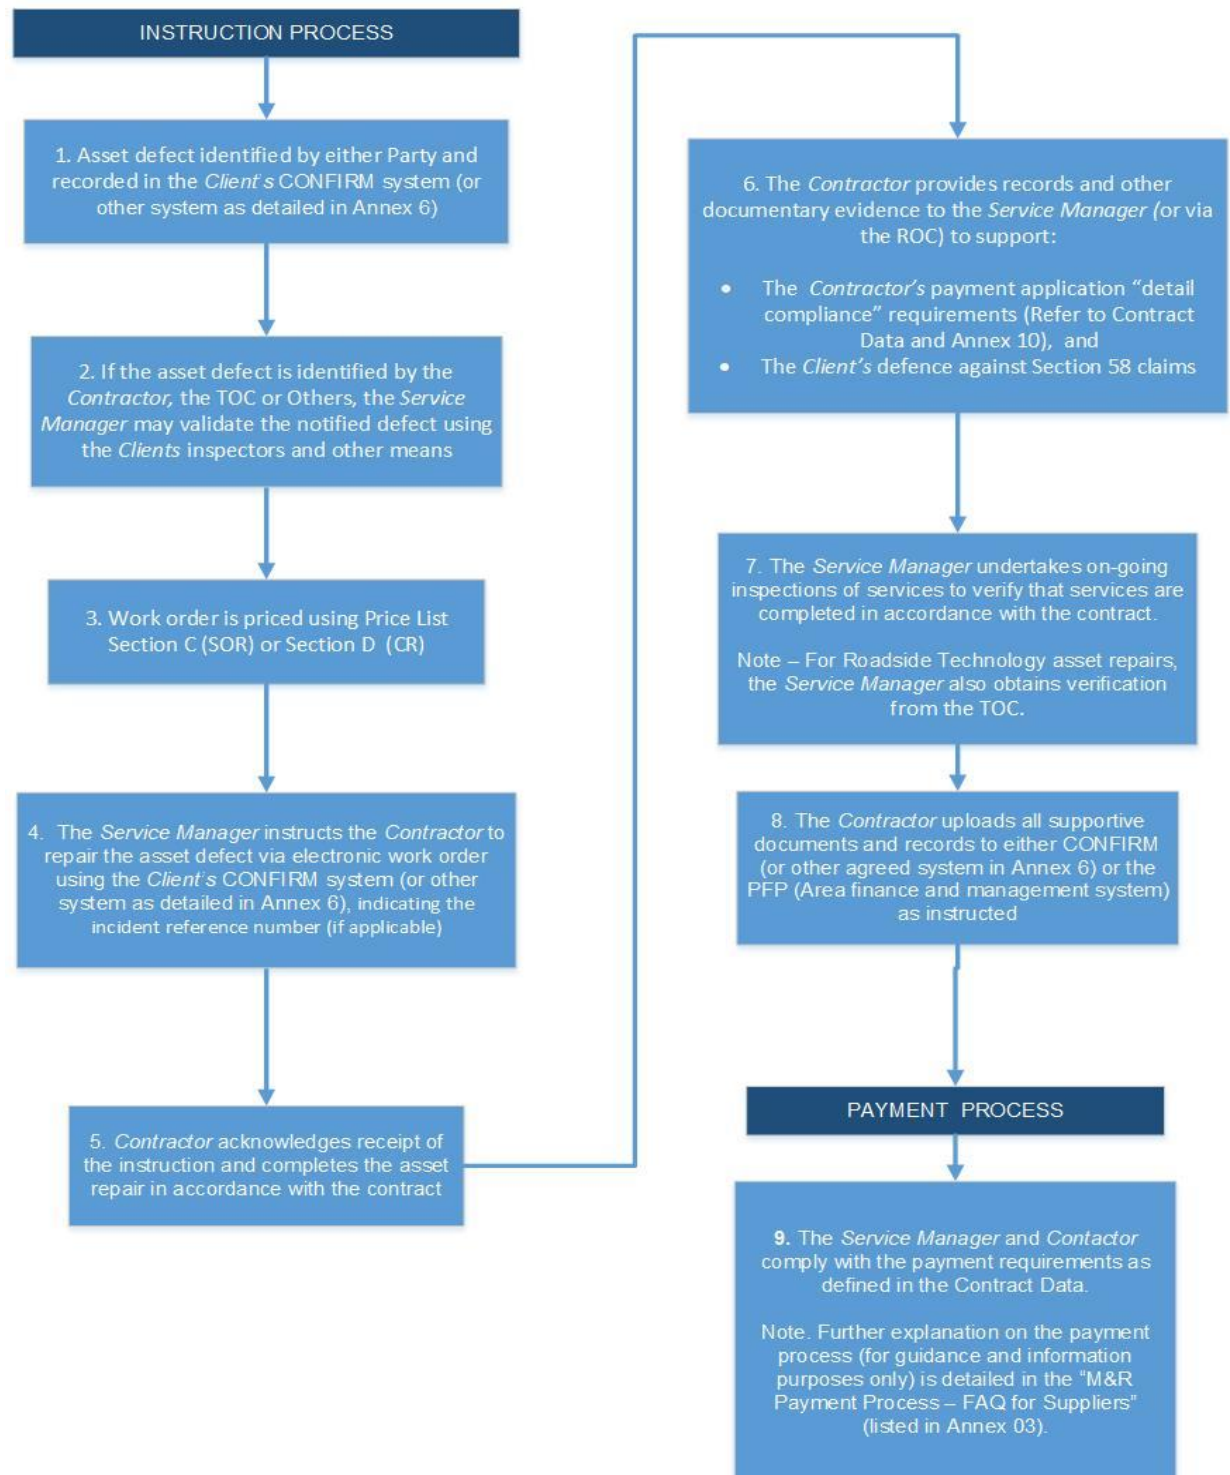 INSTRUCTION PROCESS
1. Asset defect identified by either Party and
recorded in the Client's CONFIRM system (or
other system as detailed in Annex 6)
2. If the asset defect is identified by the
Contractor, the TOC or Others, the Service
Manager may validate the notified defect using
the Clients inspectors and other means
3. Work order is priced using Price List
Section C (SOR) or Section D (CR)
4. The Service Manager instructs the Contractor to
repair the asset defect via electronic work order
using the Client's CONFIRM system (or other
system as detailed in Annex 6), indicating the
incident reference number (if applicable)
5. Contractor acknowledges receipt of
the instruction and completes the asset
repair in accordance with the contract
6. The Contractor provides records and other
documentary evidence to the Service Manager (or via
the ROC) to support:
• The Contractor's payment application “detail
compliance” requirements (Refer to Contract
Data and Annex 10), and
• The Client's defence against Section 58 claims
7. The Service Manager undertakes on-going
inspections of services to verify that services are
completed in accordance with the contract.
Note – For Roadside Technology asset repairs,
the Service Manager also obtains verification
from the TOC.
8. The Contractor uploads all supportive
documents and records to either CONFIRM
(or other agreed system in Annex 6) or the
PFP (Area finance and management system)
as instructed
PAYMENT PROCESS
9. The Service Manager and Contactor
comply with the payment requirements as
defined in the Contract Data.
Note. Further explanation on the payment
process (for guidance and information
purposes only) is detailed in the “M&R
Payment Process – FAQ for Suppliers”
(listed in Annex 03).